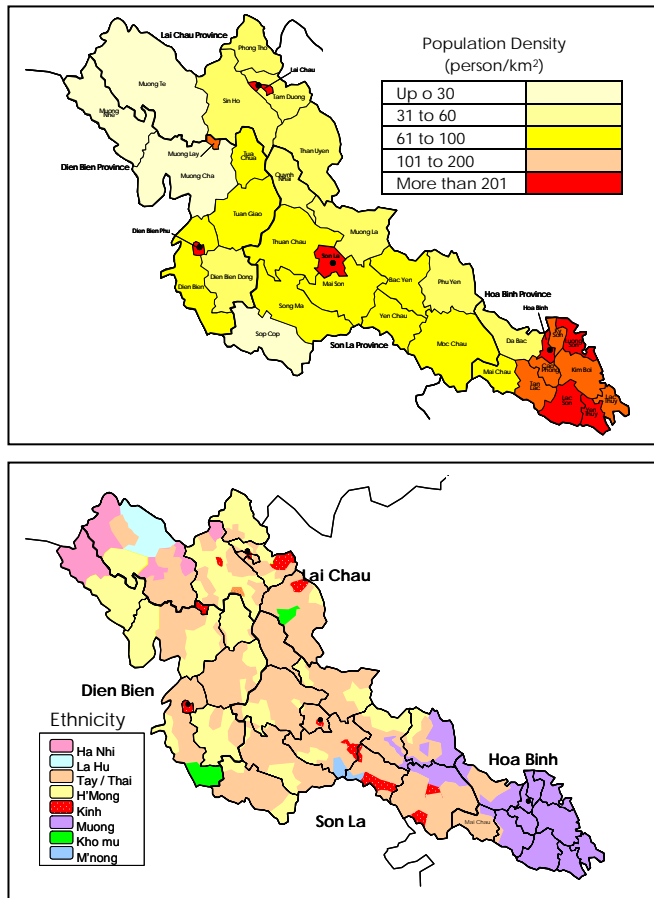 Lai Chau Province
Phong Tho
Lai Chau
Muong Te
Sin Ho
Tam Duong
Muong
Nhe
Than Uyen
Dien Bien Province
Muong Lay
Tua
Chua
Muong Cha
Quynh
Nhai
Tuan Giao
Muong La
Dien Bien Phu
Thuan Chau
Son La
Dien Bien
Dien Bien Dong
Mai Son
Bac Yen
Phu Yen
Song Ma
Yen Chau
Hoa Binh Province
Hoa Binh
Sop Cop
Son La Province
Moc Chau
Da Bac
Mai Chau
Kim Boi
Tan
Lac
Lac
Son
Yen
Thuy
Lac
Thuy
Population Density
(person/km²)
Up o 30
31 to 60
61 to 100
101 to 200
More than 201
Lai Chau
Dien Bien
Ethnicity
Ha Nhi
La Hu
Tay / Thai
H'Mong
Kinh
Muong
Kho mu
M'nong
Hoa Binh
Mai Chau
Son La